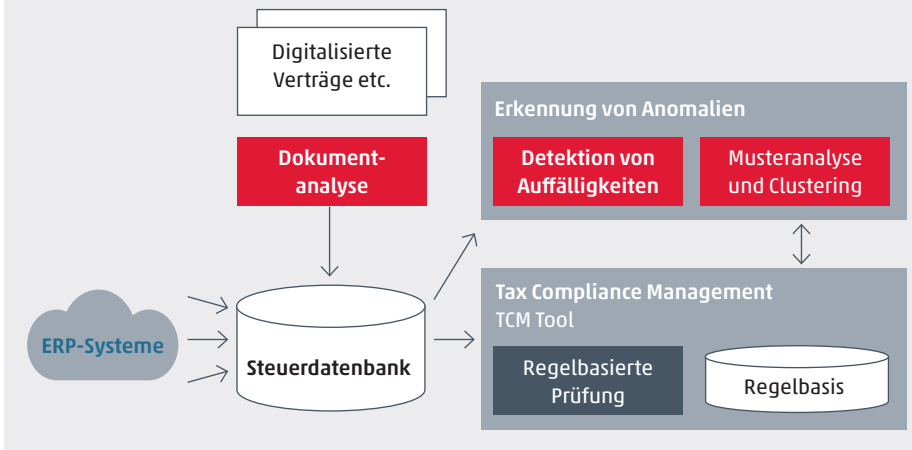 Digitalisierte
Verträge etc.
Dokument-
analyse
Erkennung von Anomalien
Detektion von
Auffälligkeiten
Musteranalyse
und Clustering
ERP-Systeme
Steuerdatenbank
Tax Compliance Management
TCM Tool
Regelbasierte
Prüfung
Regelbasis